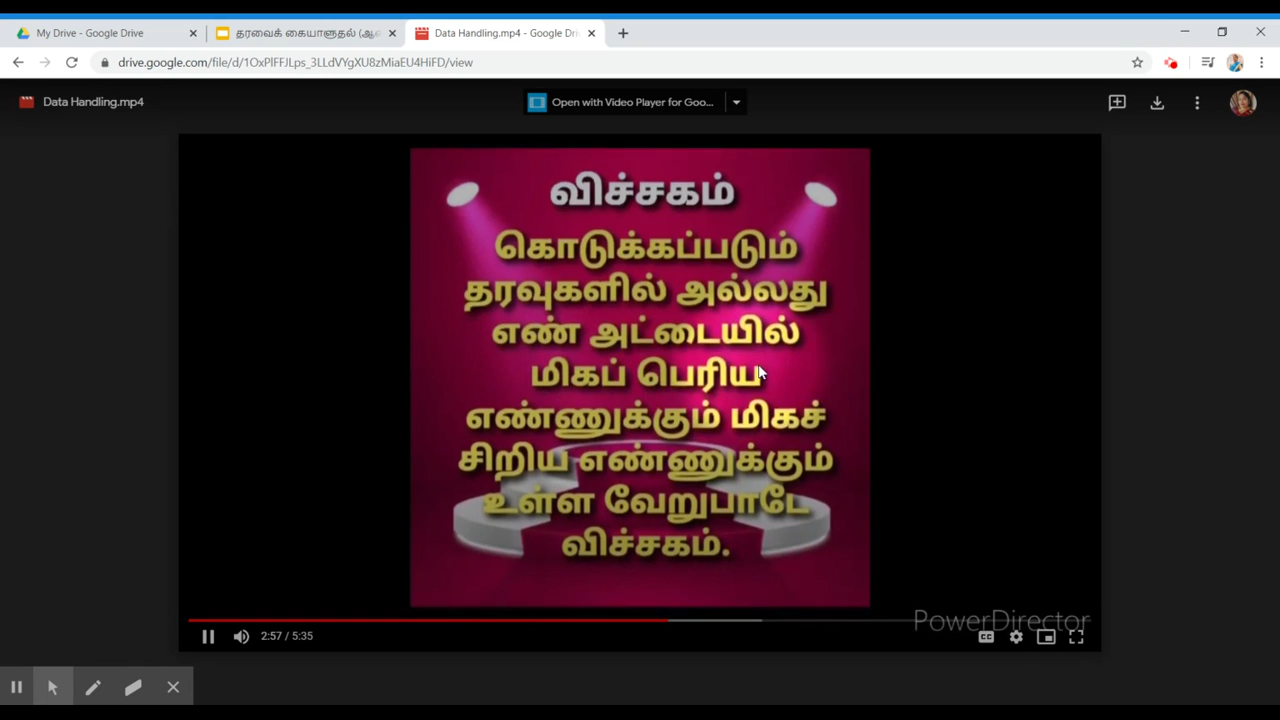 My Drive - Google Drive
தரவைக் கையாளுதல் (ஆ
Data Handling.mp4 - Google Dri
drive.google.com/file/d/1OxPlFFJLps_3LLdVYgXU8zMiaEU4HiFD/view
Data Handling.mp4
Open with Video Player for Goo...
விச்சகம்
கொடுக்கப்படும்
தரவுகளில் அல்லது
எண் அட்டையில்
மிகப் பெரிய
எண்ணுக்கும் மிகச்
சிறிய எண்ணுக்கும்
உள்ள வேறுபாடே
விச்சகம்.
PowerDirector
2:57 / 5:35
CC